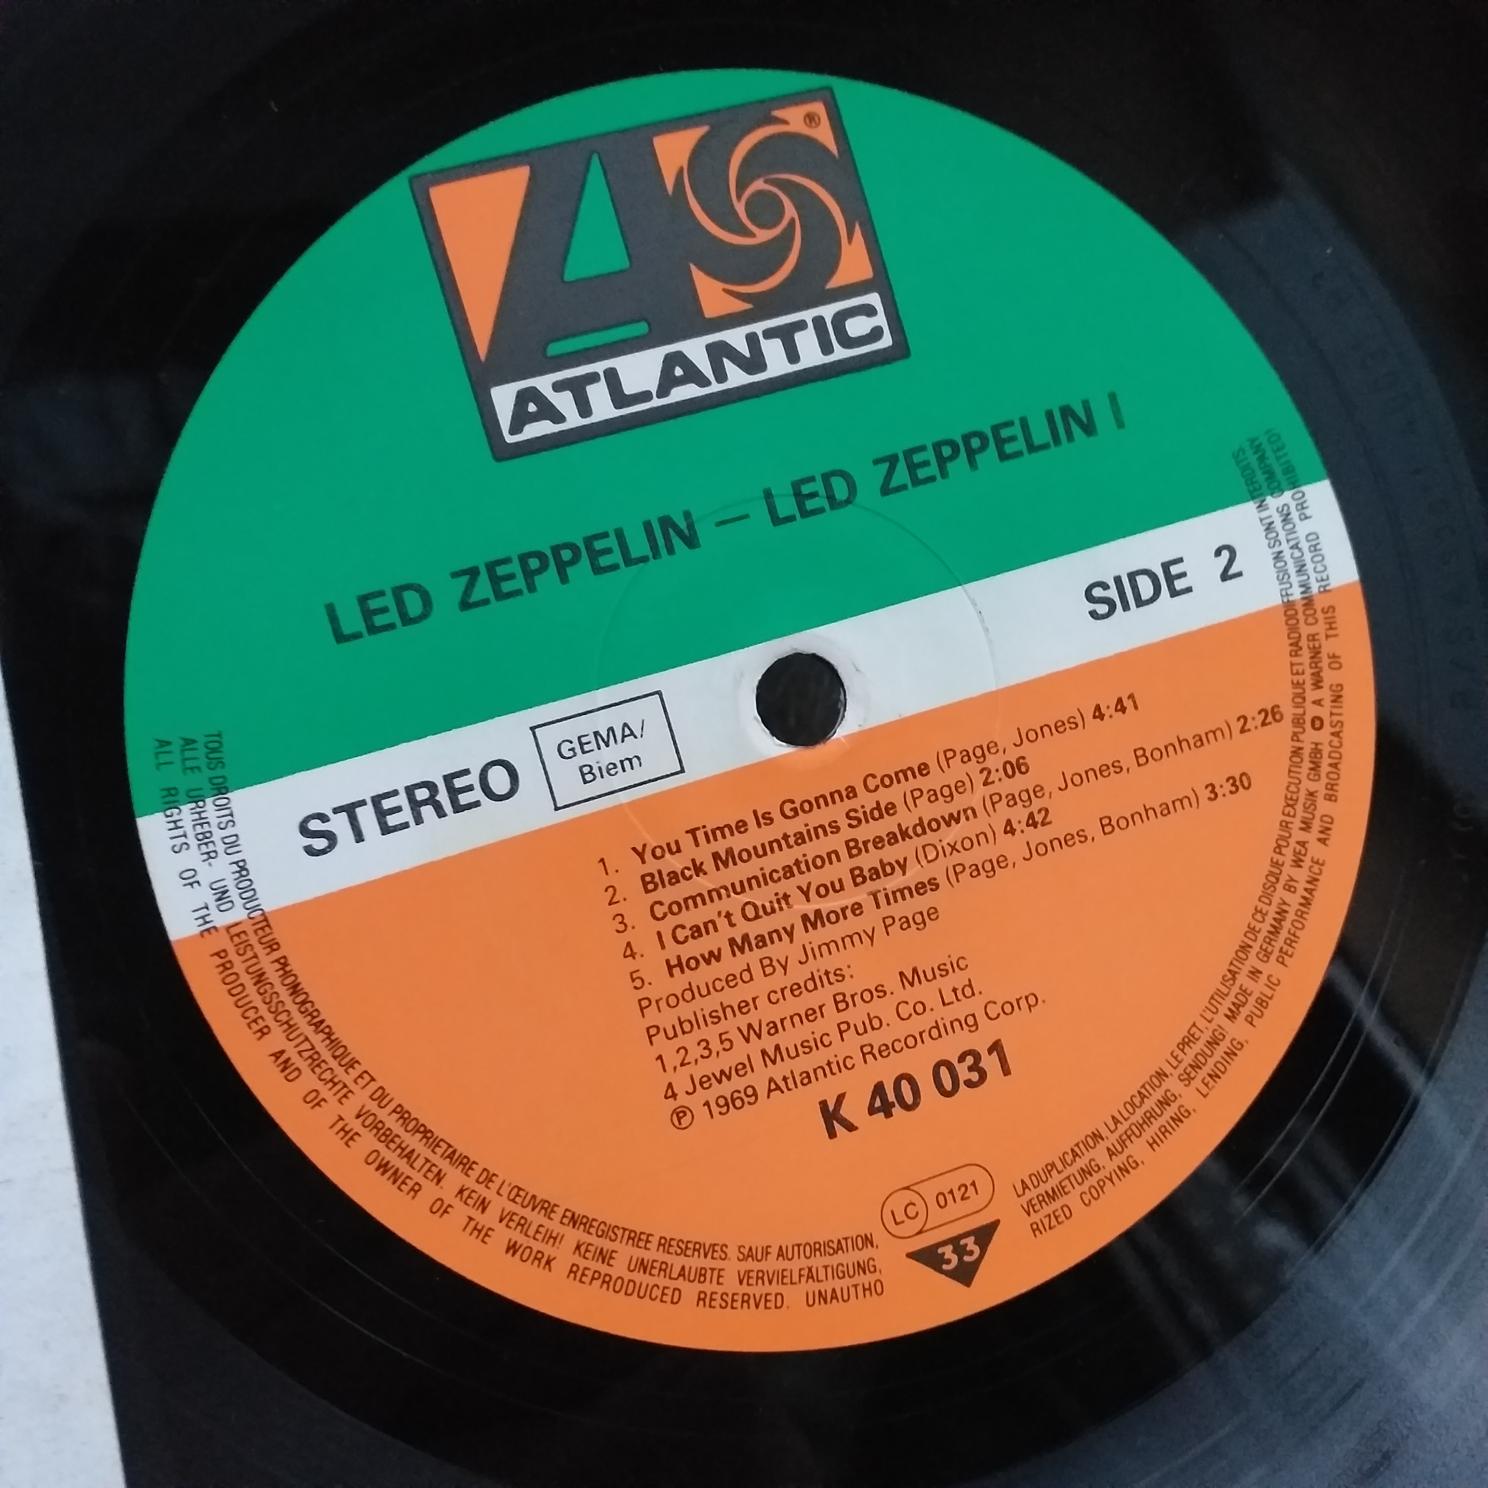 ®
ATLANTIC
LED ZEPPELIN – LED ZEPPELIN I
STEREO
GEMA/
Biem
SIDE 2
1. You Time Is Gonna Come (Page, Jones) 4:41
2. Black Mountains Side (Page) 2:06
3. Communication Breakdown (Page, Jones, Bonham) 2:26
4. I Can't Quit You Baby (Dixon) 4:42
5. How Many More Times (Page, Jones, Bonham) 3:30
Produced By Jimmy Page
Publisher credits:
1,2,3,5 Warner Bros. Music
4 Jewel Music Pub. Co. Ltd.
℗ 1969 Atlantic Recording Corp.
K 40 031
LC 0121
33
TOUS DROITS DU PRODUCTEUR PHONOGRAPHIQUE ET DU PROPRIETAIRE DE L'ŒUVRE ENREGISTREE RESERVES. SAUF AUTORISATION, LA DUPLICATION, LA LOCATION, LE PRET, L'UTILISATION DE CE DISQUE POUR EXECUTION PUBLIQUE ET RADIODIFFUSION SONT INTERDITS.
ALLE URHEBER- UND LEISTUNGSSCHUTZRECHTE VORBEHALTEN. KEIN VERLEIH! KEINE UNERLAUBTE VERVIELFÄLTIGUNG, VERMIETUNG, AUFFÜHRUNG, SENDUNG! MADE IN GERMANY BY WEA MUSIK GMBH A WARNER COMMUNICATIONS COMPANY
ALL RIGHTS OF THE PRODUCER AND OF THE OWNER OF THE WORK REPRODUCED RESERVED. UNAUTHORIZED COPYING, HIRING, LENDING, PUBLIC PERFORMANCE AND BROADCASTING OF THIS RECORD PROHIBITED!